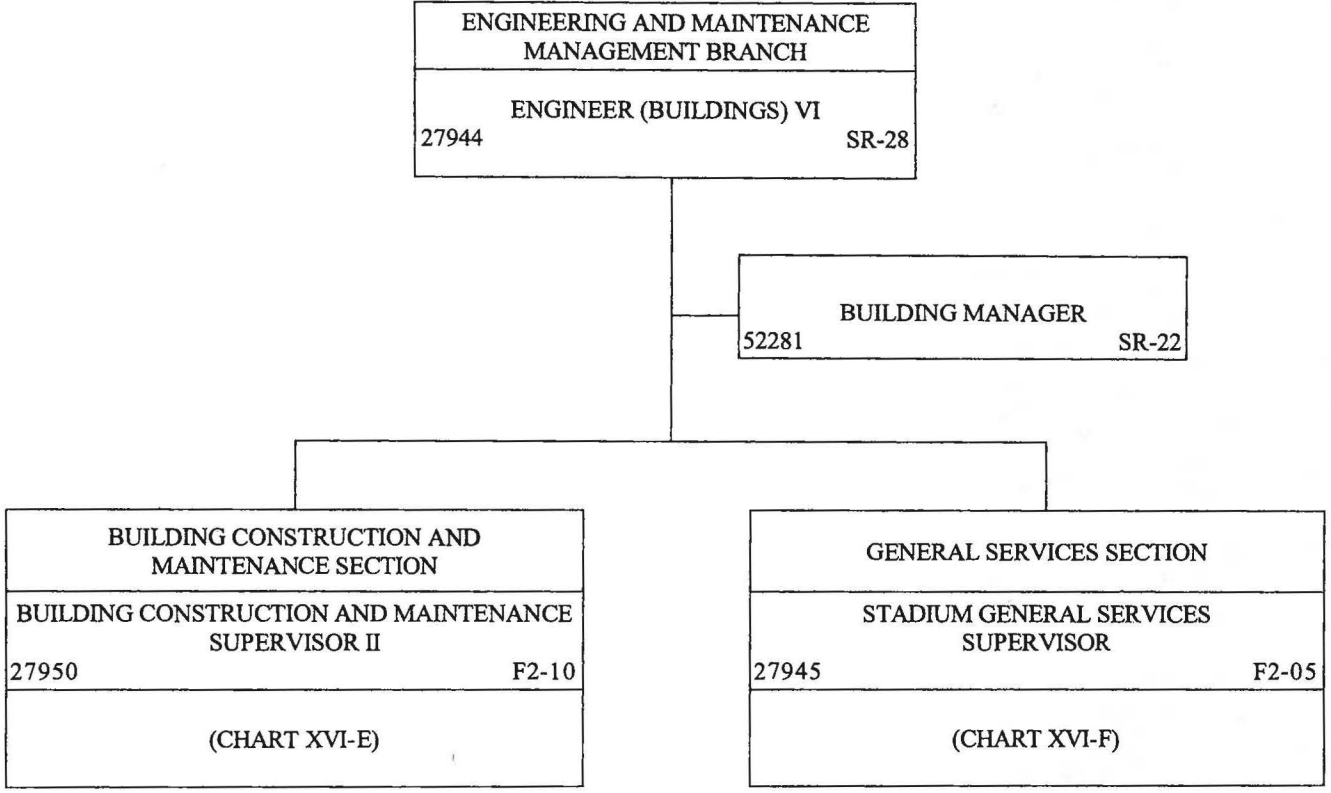 ENGINEERING AND MAINTENANCE
MANAGEMENT BRANCH
ENGINEER (BUILDINGS) VI
27944 SR-28
BUILDING MANAGER
52281 SR-22
BUILDING CONSTRUCTION AND
MAINTENANCE SECTION
BUILDING CONSTRUCTION AND MAINTENANCE
SUPERVISOR II
27950 F2-10
(CHART XVI-E)
GENERAL SERVICES SECTION
STADIUM GENERAL SERVICES
SUPERVISOR
27945 F2-05
(CHART XVI-F)